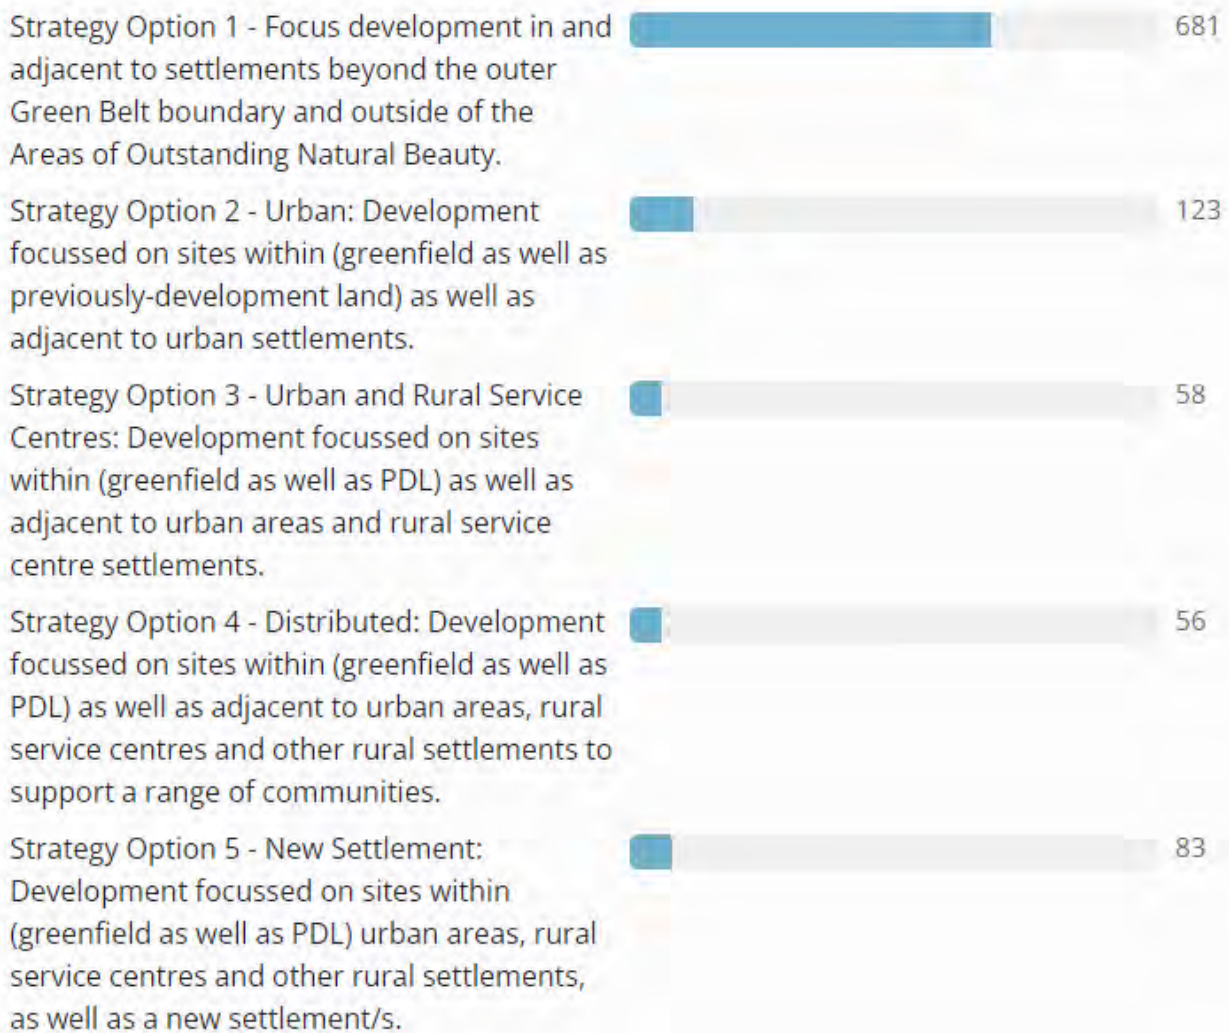 Strategy Option 1 - Focus development in and 681
adjacent to settlements beyond the outer
Green Belt boundary and outside of the
Areas of Outstanding Natural Beauty.
Strategy Option 2 - Urban: Development 123
focussed on sites within (greenfield as well as
previously-development land) as well as
adjacent to urban settlements.
Strategy Option 3 - Urban and Rural Service 58
Centres: Development focussed on sites
within (greenfield as well as PDL) as well as
adjacent to urban areas and rural service
centre settlements.
Strategy Option 4 - Distributed: Development 56
focussed on sites within (greenfield as well as
PDL) as well as adjacent to urban areas, rural
service centres and other rural settlements to
support a range of communities.
Strategy Option 5 - New Settlement: 83
Development focussed on sites within
(greenfield as well as PDL) urban areas, rural
service centres and other rural settlements,
as well as a new settlement/s.